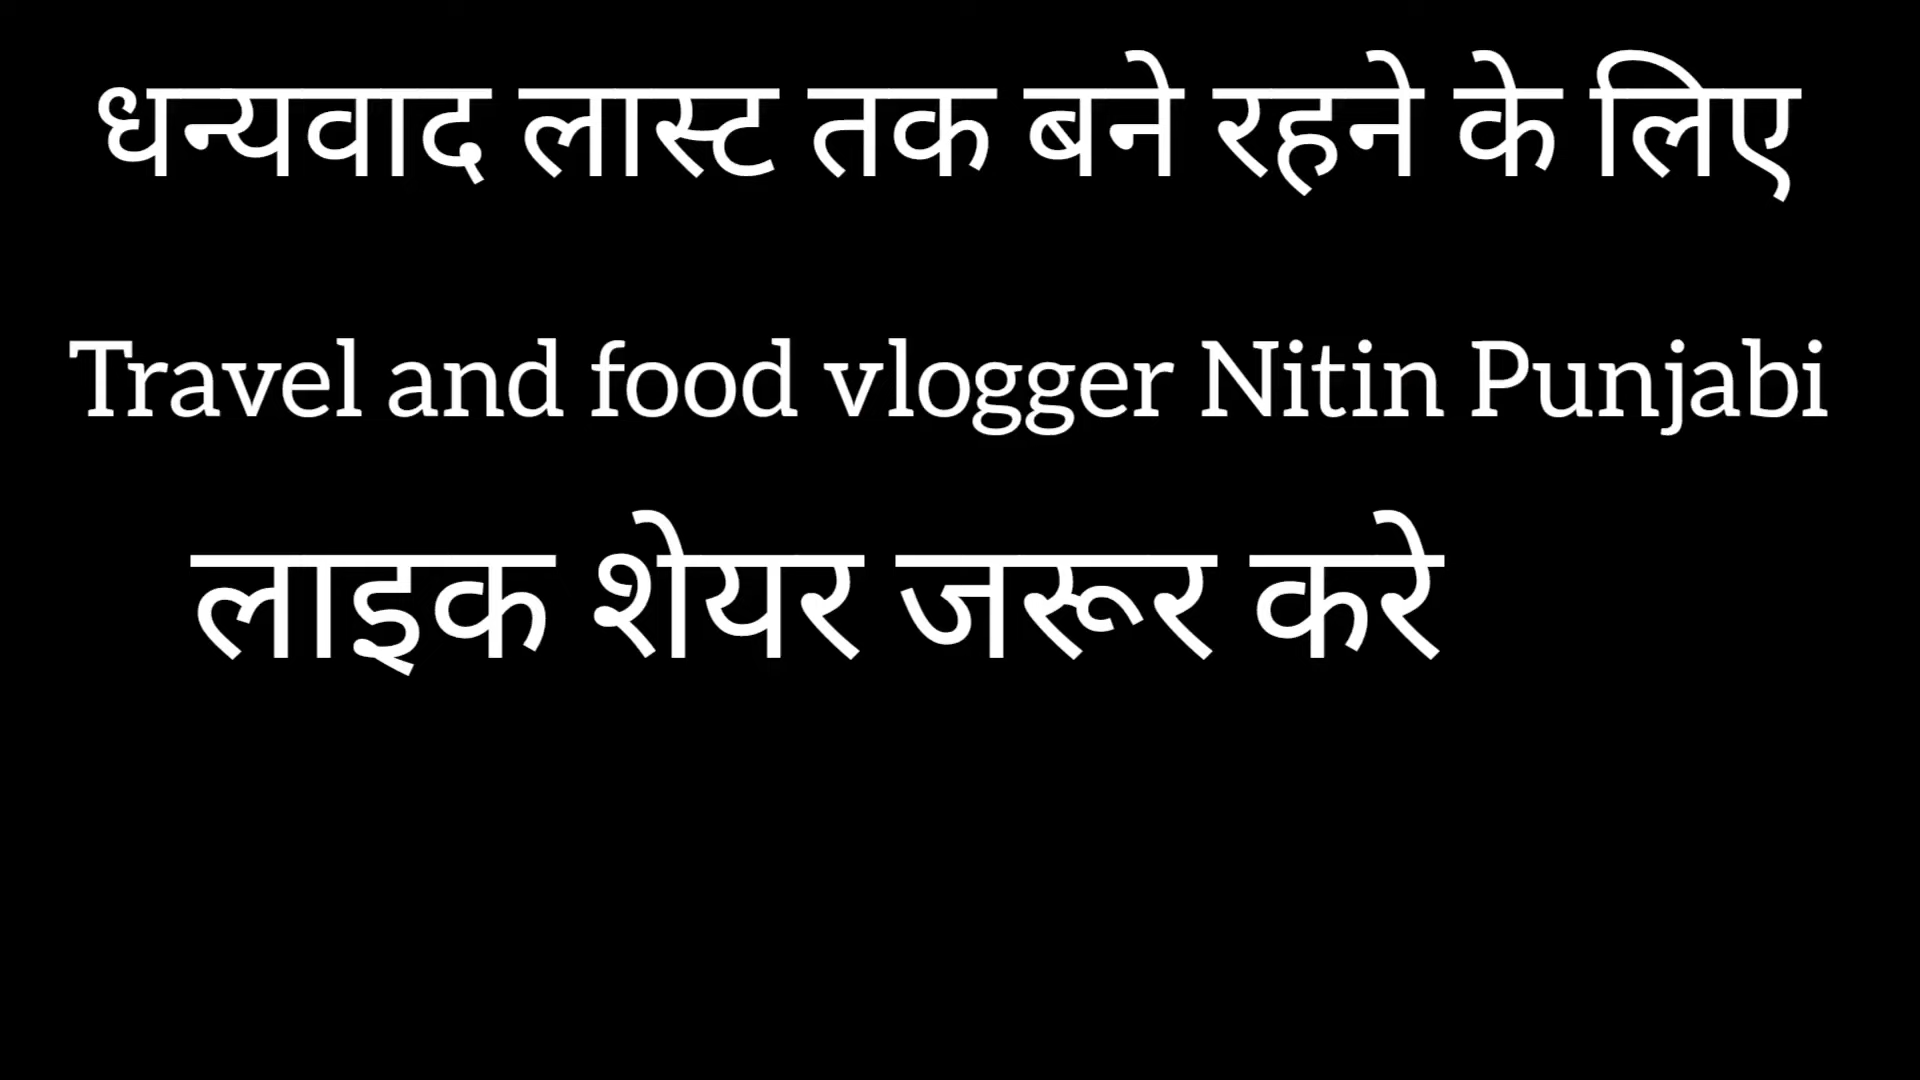 धन्यवाद लास्ट तक बने रहने के लिए
Travel and food vlogger Nitin Punjabi
लाइक शेयर जरूर करे